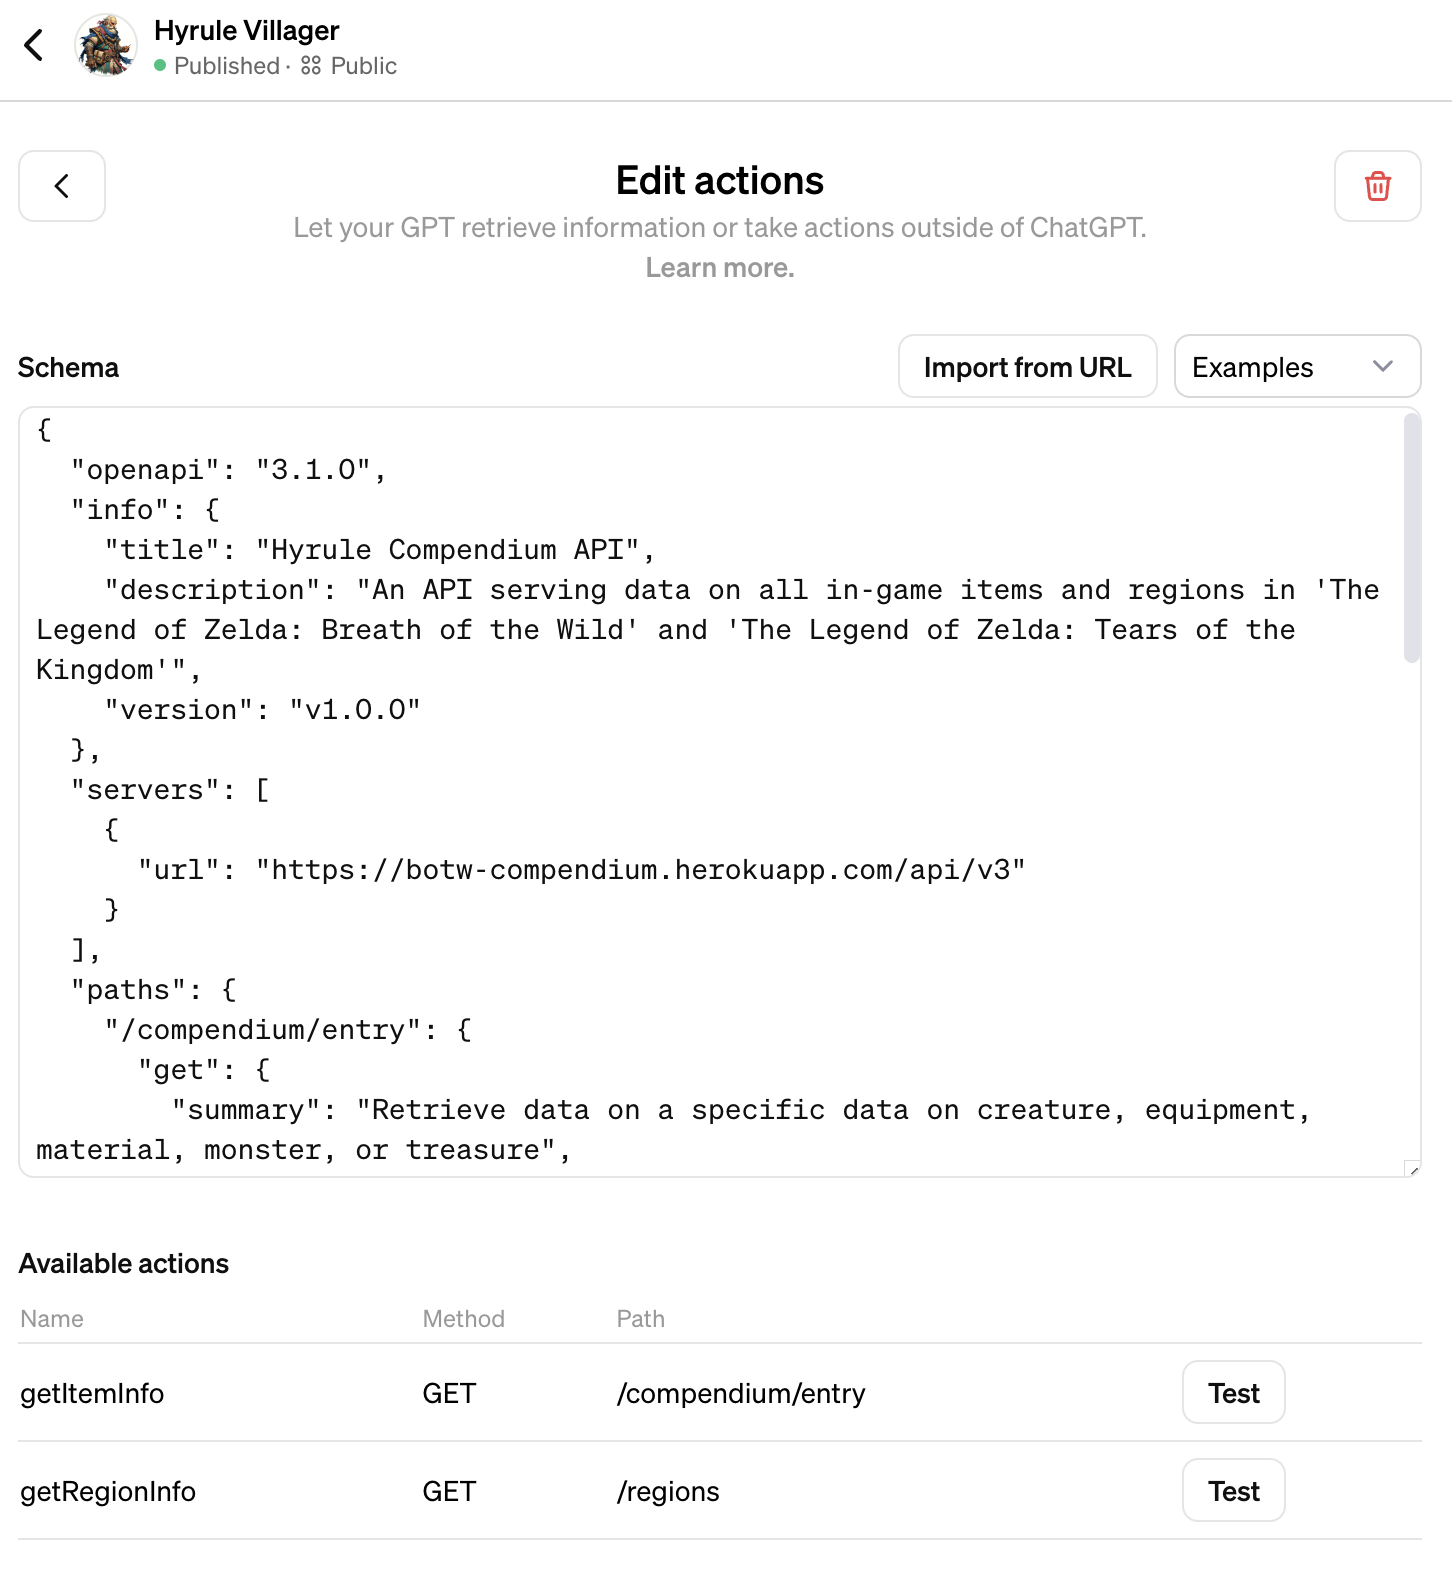 Hyrule Villager
Published · Public
Edit actions
Let your GPT retrieve information or take actions outside of ChatGPT.
Learn more.
Schema
Import from URL
Examples
{
  "openapi": "3.1.0",
  "info": {
    "title": "Hyrule Compendium API",
    "description": "An API serving data on all in-game items and regions in 'The
Legend of Zelda: Breath of the Wild' and 'The Legend of Zelda: Tears of the
Kingdom'",
    "version": "v1.0.0"
  },
  "servers": [
    {
      "url": "https://botw-compendium.herokuapp.com/api/v3"
    }
  ],
  "paths": {
    "/compendium/entry": {
      "get": {
        "summary": "Retrieve data on a specific data on creature, equipment,
material, monster, or treasure",
Available actions
Name Method Path
getItemInfo GET /compendium/entry Test
getRegionInfo GET /regions Test